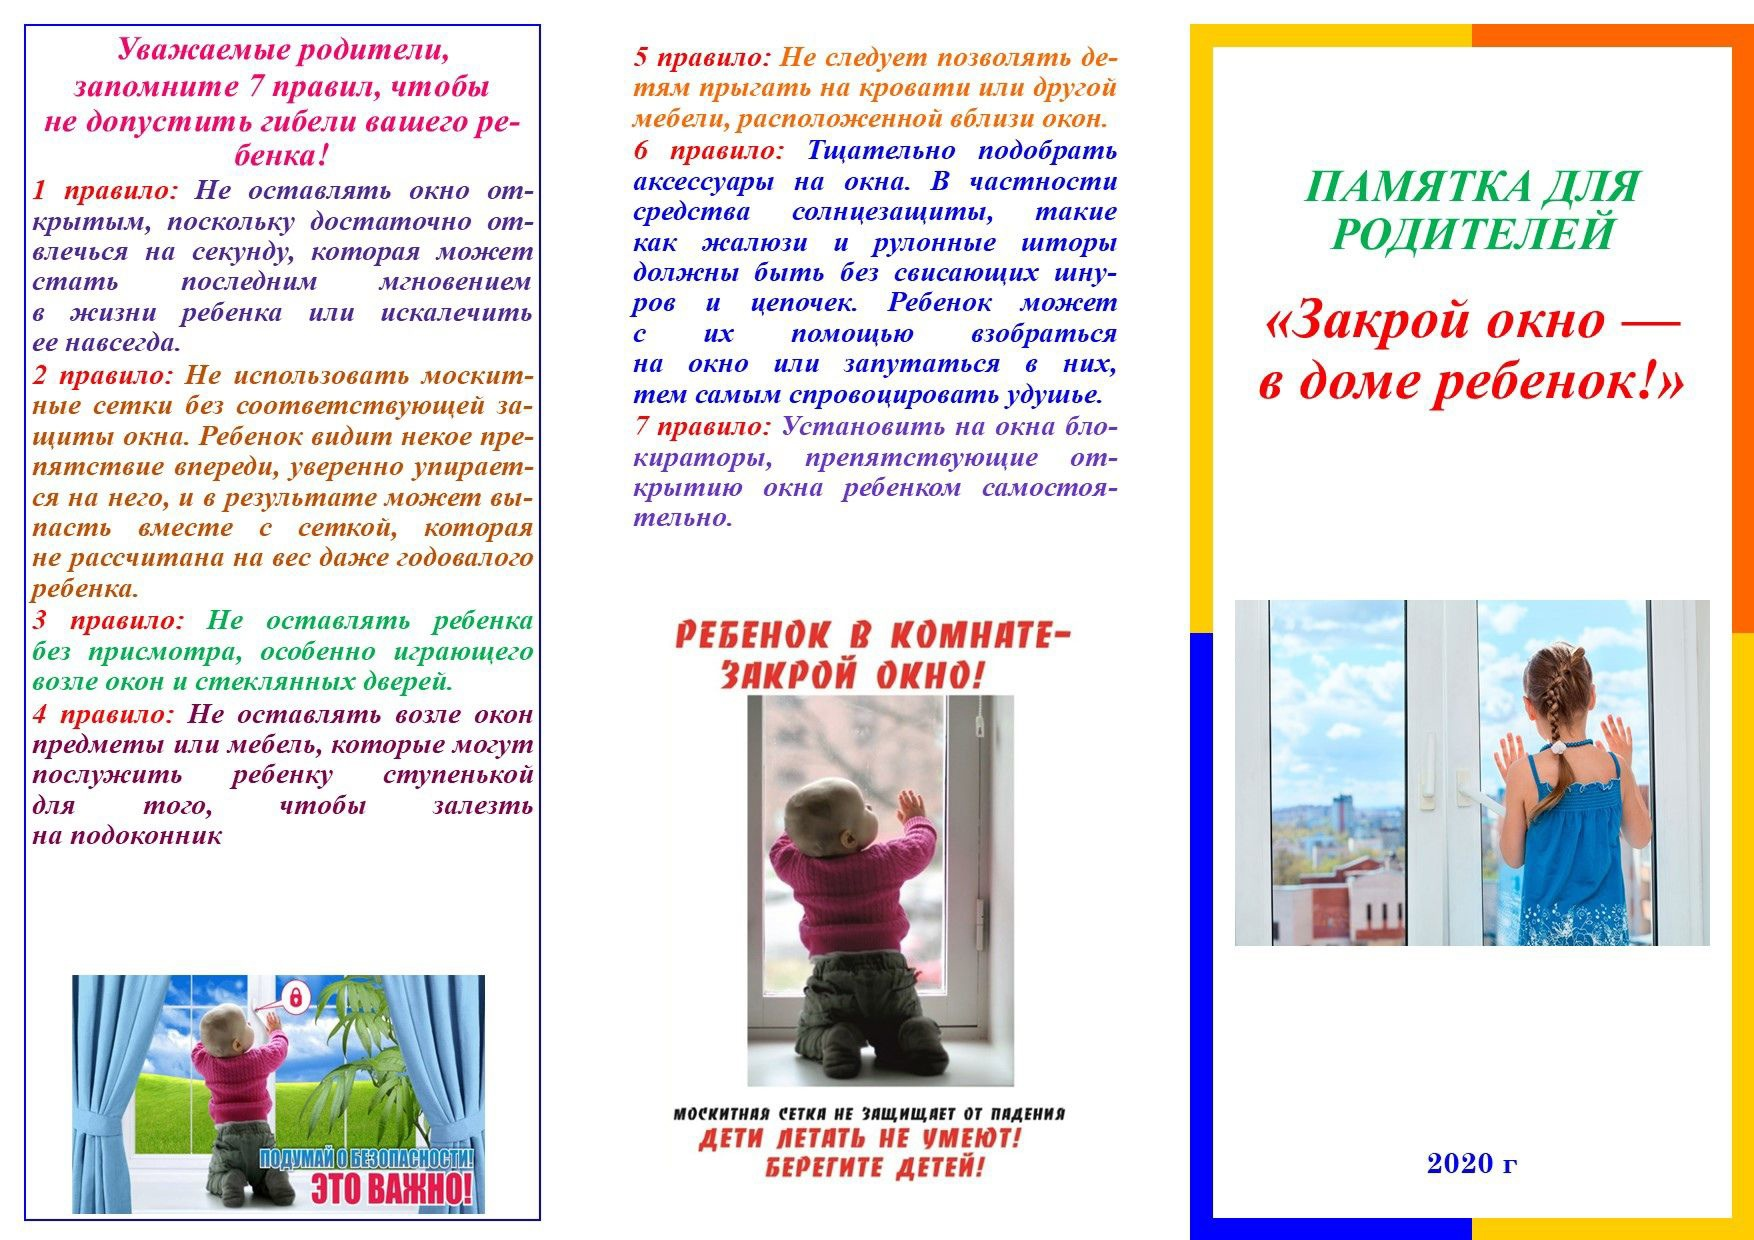 Уважаемые родители,
запомните 7 правил, чтобы
не допустить гибели вашего ре-
бенка!
1 правило: Не оставлять окно от-
крытым, поскольку достаточно от-
влечься на секунду, которая может
стать последним мгновением
в жизни ребенка или искалечить
ее навсегда.
2 правило: Не использовать москит-
ные сетки без соответствующей за-
щиты окна. Ребенок видит некое пре-
пятствие впереди, уверенно упирает-
ся на него, и в результате может вы-
пасть вместе с сеткой, которая
не рассчитана на вес даже годовалого
ребенка.
3 правило: Не оставлять ребенка
без присмотра, особенно играющего
возле окон и стеклянных дверей.
4 правило: Не оставлять возле окон
предметы или мебель, которые могут
послужить ребенку ступенькой
для того, чтобы залезть
на подоконник
ПОДУМАЙ О БЕЗОПАСНОСТИ!
ЭТО ВАЖНО!
5 правило: Не следует позволять де-
тям прыгать на кровати или другой
мебели, расположенной вблизи окон.
6 правило: Тщательно подобрать
аксессуары на окна. В частности
средства солнцезащиты, такие
как жалюзи и рулонные шторы
должны быть без свисающих шну-
ров и цепочек. Ребенок может
с их помощью взобраться
на окно или запутаться в них,
тем самым спровоцировать удушье.
7 правило: Установить на окна бло-
кираторы, препятствующие от-
крытию окна ребенком самостоя-
тельно.
РЕБЕНОК В КОМНАТЕ-
ЗАКРОЙ ОКНО!
МОСКИТНАЯ СЕТКА НЕ ЗАЩИЩАЕТ ОТ ПАДЕНИЯ
ДЕТИ ЛЕТАТЬ НЕ УМЕЮТ!
БЕРЕГИТЕ ДЕТЕЙ!
ПАМЯТКА ДЛЯ
РОДИТЕЛЕЙ
«Закрой окно —
в доме ребенок!»
2020 г